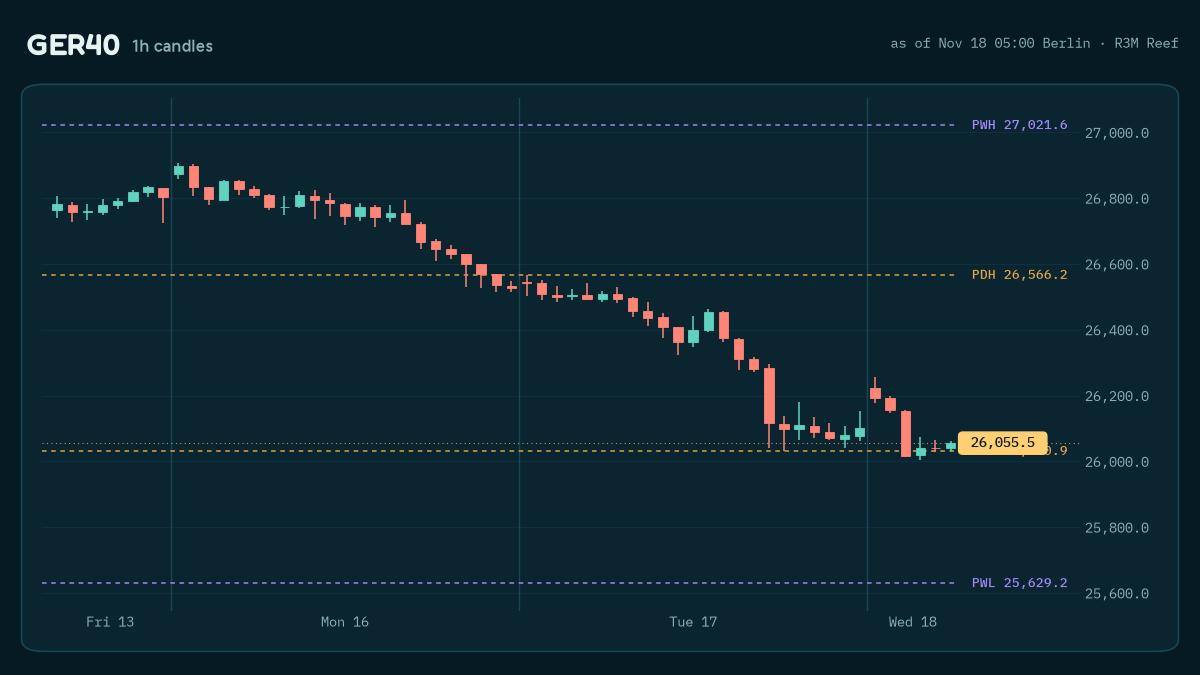 GER40 1h candles
as of Nov 18 05:00 Berlin · R3M Reef
PWH 27,021.6
27,000.0
26,800.0
26,600.0
PDH 26,566.2
26,400.0
26,200.0
26,055.5
26,000.0
25,800.0
PWL 25,629.2
25,600.0
Fri 13 Mon 16 Tue 17 Wed 18